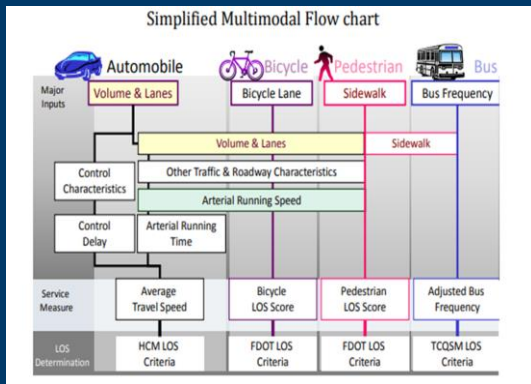 Simplified Multimodal Flow chart
Automobile
Bicycle
Pedestrian
Bus
Major
Inputs
Volume & Lanes
Bicycle Lane
Sidewalk
Bus Frequency
Volume & Lanes
Sidewalk
Control
Characteristics
Other Traffic & Roadway Characteristics
Arterial Running Speed
Control
Delay
Arterial Running
Time
Service
Measure
Average
Travel Speed
Bicycle
LOS Score
Pedestrian
LOS Score
Adjusted Bus
Frequency
LOS
Determination
HCM LOS
Criteria
FDOT LOS
Criteria
FDOT LOS
Criteria
TCQSM LOS
Criteria